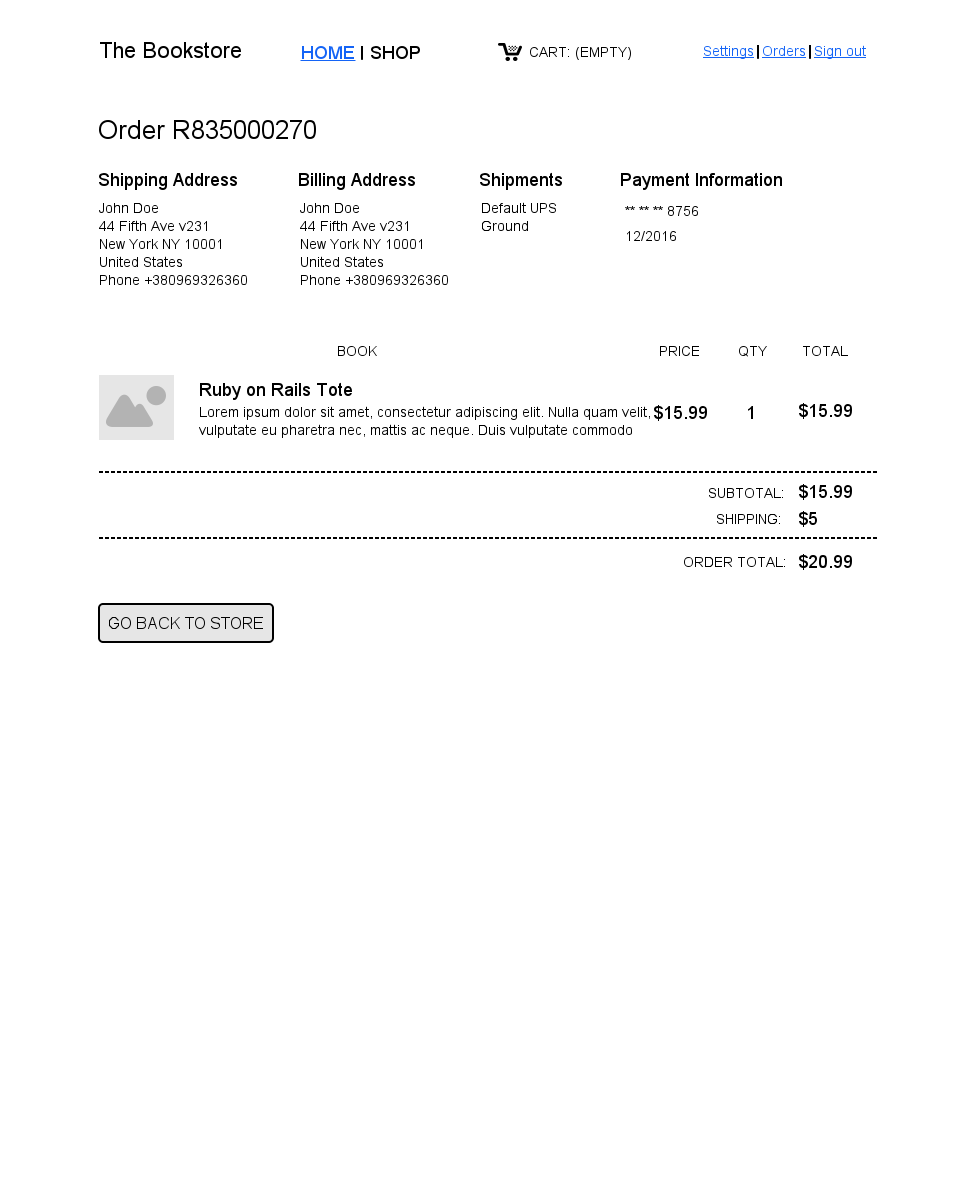 The Bookstore
HOME | SHOP
CART: (EMPTY)
Settings | Orders | Sign out
Order R835000270
Shipping Address
John Doe
44 Fifth Ave v231
New York NY 10001
United States
Phone +380969326360
Billing Address
John Doe
44 Fifth Ave v231
New York NY 10001
United States
Phone +380969326360
Shipments
Default UPS
Ground
Payment Information
** ** ** 8756
12/2016
BOOK PRICE QTY TOTAL
Ruby on Rails Tote
Lorem ipsum dolor sit amet, consectetur adipiscing elit. Nulla quam velit,
vulputate eu pharetra nec, mattis ac neque. Duis vulputate commodo
$15.99 1 $15.99
SUBTOTAL: $15.99
SHIPPING: $5
ORDER TOTAL: $20.99
GO BACK TO STORE